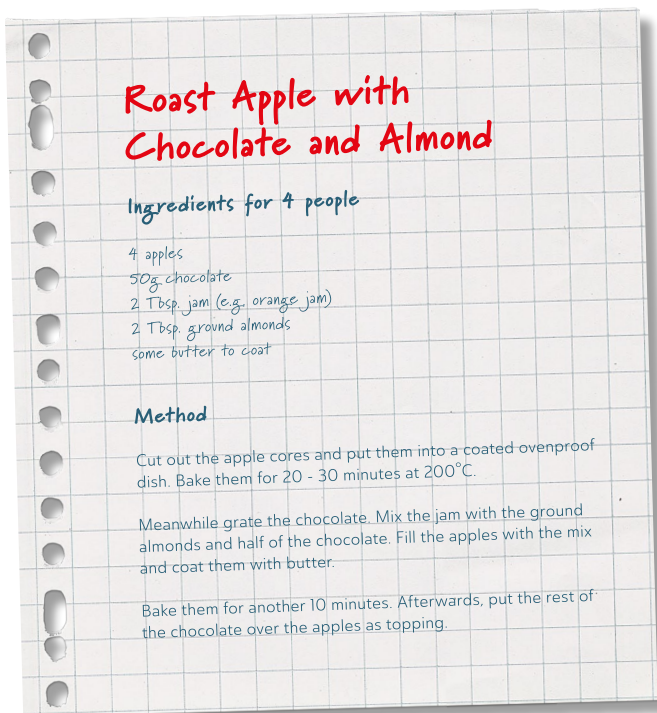 Roast Apple with
Chocolate and Almond
Ingredients for 4 people
4 apples
50g chocolate
2 Tbsp. jam (e.g. orange jam)
2 Tbsp. ground almonds
some butter to coat
Method
Cut out the apple cores and put them into a coated ovenproof
dish. Bake them for 20 - 30 minutes at 200°C.
Meanwhile grate the chocolate. Mix the jam with the ground
almonds and half of the chocolate. Fill the apples with the mix
and coat them with butter.
Bake them for another 10 minutes. Afterwards, put the rest of
the chocolate over the apples as topping.